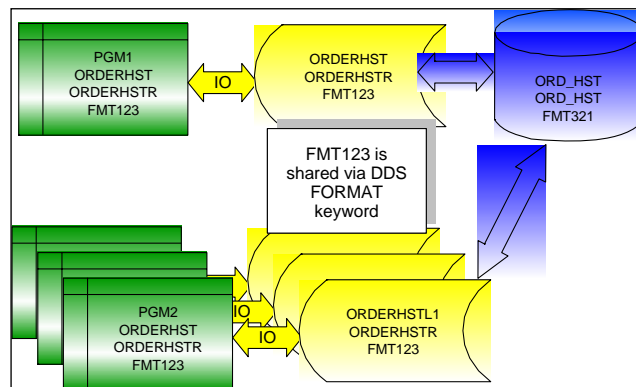 PGM1
ORDERHST
ORDERHSTR
FMT123
IO
ORDERHST
ORDERHSTR
FMT123
ORD_HST
ORD_HST
FMT321
FMT123 is
shared via DDS
FORMAT
keyword
PGM2
ORDERHST
ORDERHSTR
FMT123
IO
IO
ORDERHSTL1
ORDERHSTR
FMT123